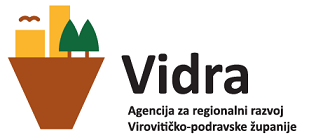 Vidra
Agencija za regionalni razvoj
Virovitičko-podravske županije